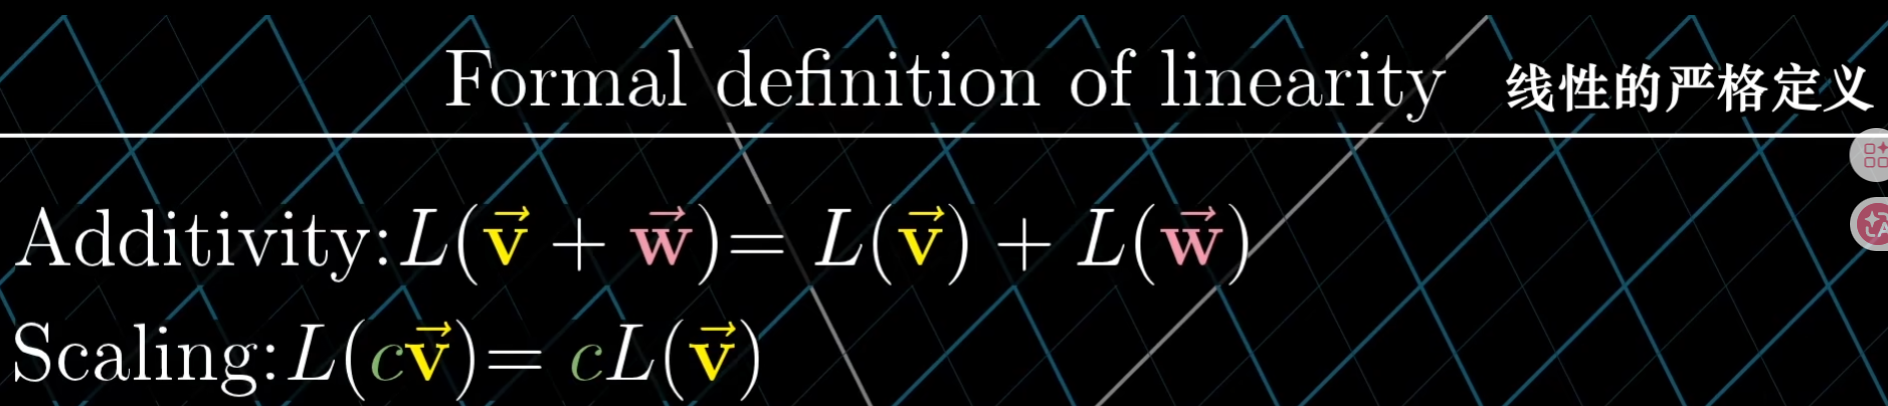 Formal definition of linearity 线性的严格定义
Additivity: L(v⃗ + w⃗) = L(v⃗) + L(w⃗)
Scaling: L(cv⃗) = cL(v⃗)